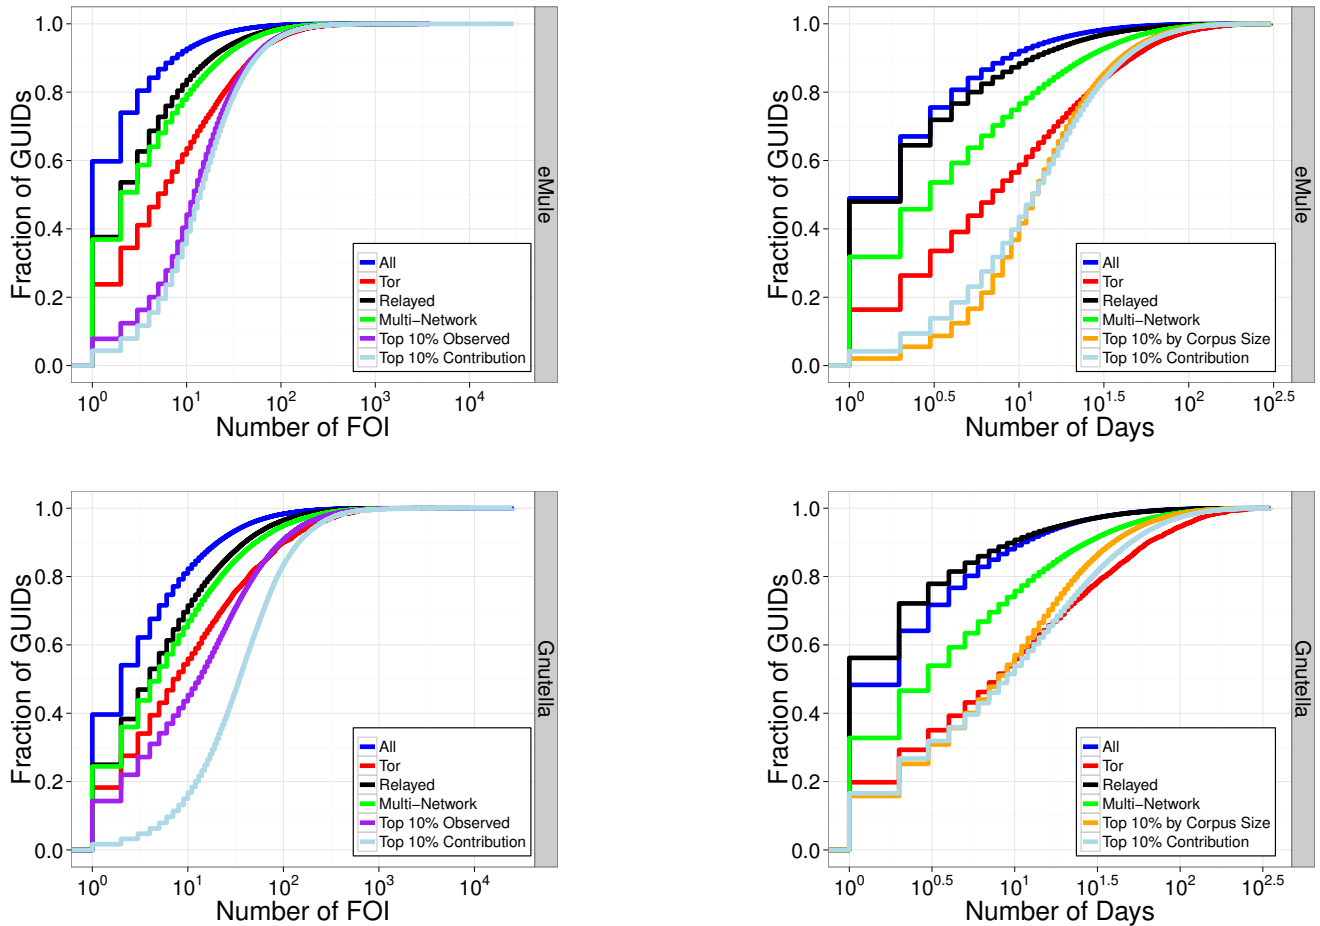 1.0
0.8
0.6
0.4
0.2
0.0
Fraction of GUIDs
eMule
All
Tor
Relayed
Multi−Network
Top 10% Observed
Top 10% Contribution
10^0 10^1 10^2 10^3 10^4
Number of FOI
1.0
0.8
0.6
0.4
0.2
0.0
Fraction of GUIDs
eMule
All
Tor
Relayed
Multi−Network
Top 10% by Corpus Size
Top 10% Contribution
10^0 10^0.5 10^1 10^1.5 10^2 10^2.5
Number of Days
1.0
0.8
0.6
0.4
0.2
0.0
Fraction of GUIDs
Gnutella
All
Tor
Relayed
Multi−Network
Top 10% Observed
Top 10% Contribution
10^0 10^1 10^2 10^3 10^4
Number of FOI
1.0
0.8
0.6
0.4
0.2
0.0
Fraction of GUIDs
Gnutella
All
Tor
Relayed
Multi−Network
Top 10% by Corpus Size
Top 10% Contribution
10^0 10^0.5 10^1 10^1.5 10^2 10^2.5
Number of Days